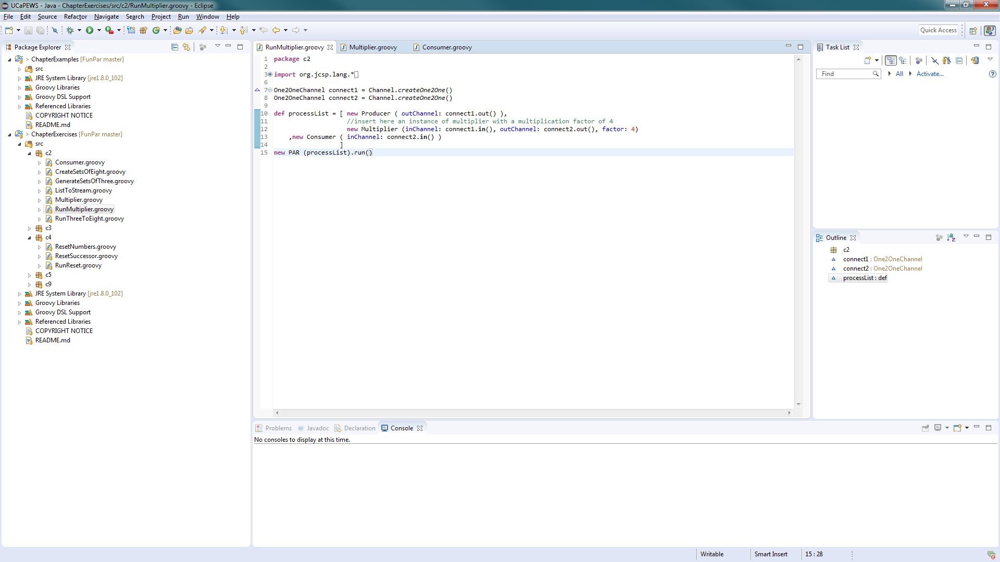 UCaPEWS - Java - ChapterExercises/src/c2/RunMultiplier.groovy - Eclipse
File Edit Source Refactor Navigate Search Project Run Window Help
Quick Access
Package Explorer
> ChapterExamples [FunPar master]
src
JRE System Library [jre1.8.0_102]
Groovy Libraries
Groovy DSL Support
Referenced Libraries
COPYRIGHT NOTICE
README.md
> ChapterExercises [FunPar master]
src
c2
Consumer.groovy
CreateSetsOfEight.groovy
GenerateSetsOfThree.groovy
ListToStream.groovy
Multiplier.groovy
RunMultiplier.groovy
RunThreeToEight.groovy
c3
c4
ResetNumbers.groovy
ResetSuccessor.groovy
RunReset.groovy
c5
c9
JRE System Library [jre1.8.0_102]
Groovy Libraries
Groovy DSL Support
Referenced Libraries
COPYRIGHT NOTICE
README.md
RunMultiplier.groovy Multiplier.groovy Consumer.groovy
1 package c2
2
3 import org.jcsp.lang.*
6
7 One2OneChannel connect1 = Channel.createOne2One()
8 One2OneChannel connect2 = Channel.createOne2One()
9
10 def processList = [ new Producer ( outChannel: connect1.out() ),
11 //insert here an instance of multiplier with a multiplication factor of 4
12 new Multiplier (inChannel: connect1.in(), outChannel: connect2.out(), factor: 4)
13 ,new Consumer ( inChannel: connect2.in() )
14 ]
15 new PAR (processList).run()
Task List
Find All Activate...
Outline
c2
connect1 : One2OneChannel
connect2 : One2OneChannel
processList : def
Problems @ Javadoc Declaration Console
No consoles to display at this time.
Writable Smart Insert 15 : 28